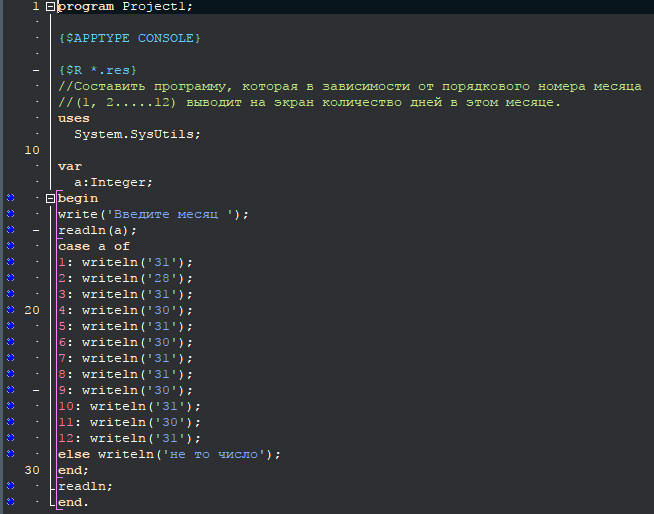 1 program Project1;
{$APPTYPE CONSOLE}
{$R *.res}
//Составить программу, которая в зависимости от порядкового номера месяца
//(1, 2.....12) выводит на экран количество дней в этом месяце.
uses
System.SysUtils;
10
var
a:Integer;
begin
write('Введите месяц ');
readln(a);
case a of
1: writeln('31');
2: writeln('28');
3: writeln('31');
20 4: writeln('30');
5: writeln('31');
6: writeln('30');
7: writeln('31');
8: writeln('31');
9: writeln('30');
10: writeln('31');
11: writeln('30');
12: writeln('31');
else writeln('не то число');
30 end;
readln;
end.